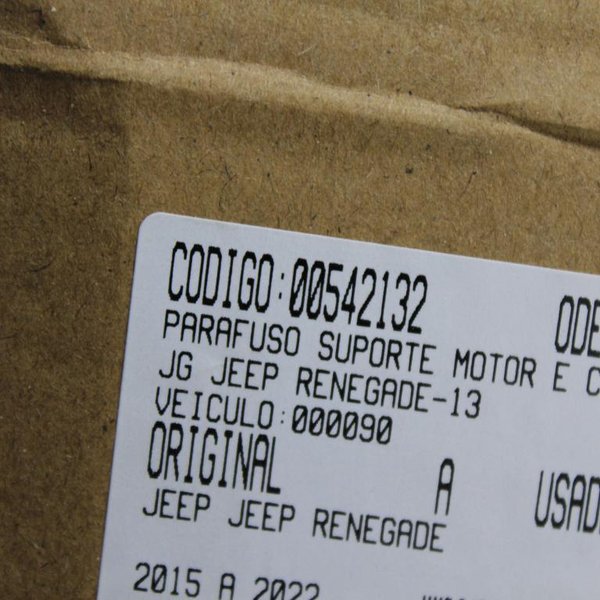 CODIGO:00542132
PARAFUSO SUPORTE MOTOR E
JG JEEP RENEGADE-13
VEICULO:000090
ORIGINAL A
JEEP JEEP RENEGADE
2015 A 2022